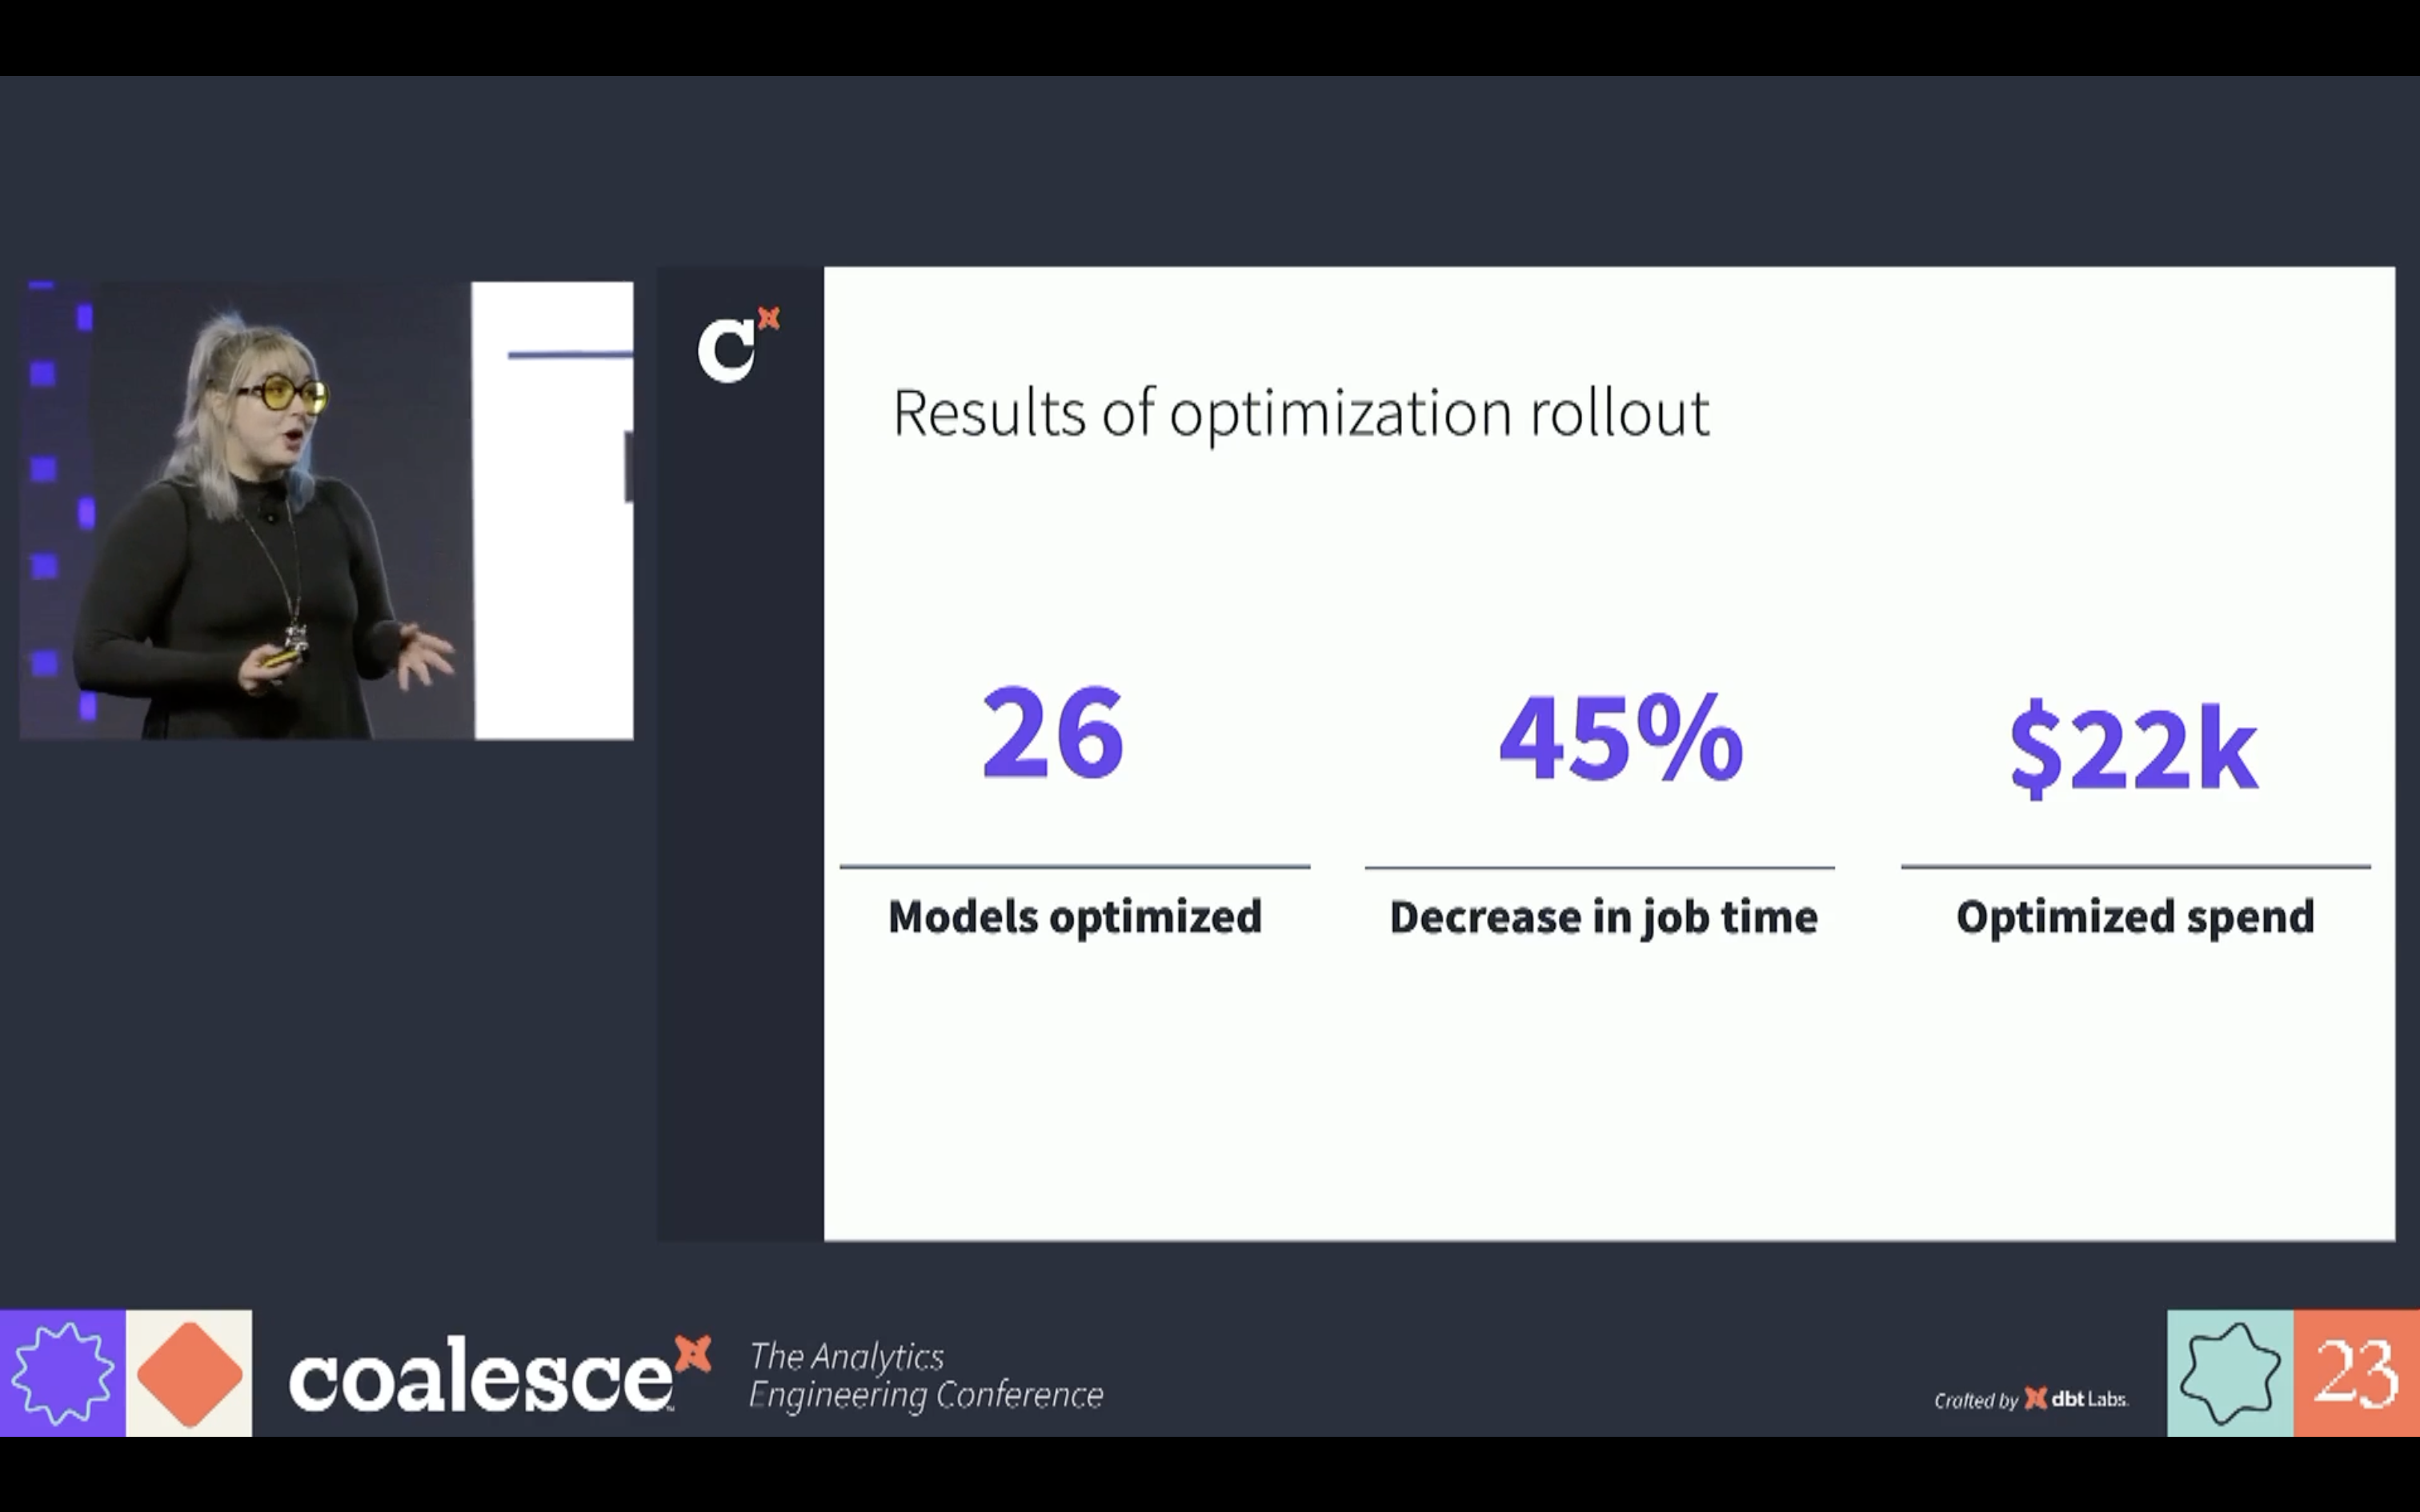 C
Results of optimization rollout
26
45%
$22k
Models optimized
Decrease in job time
Optimized spend
coalesce
The Analytics
Engineering Conference
Crafted by dbt Labs.
23